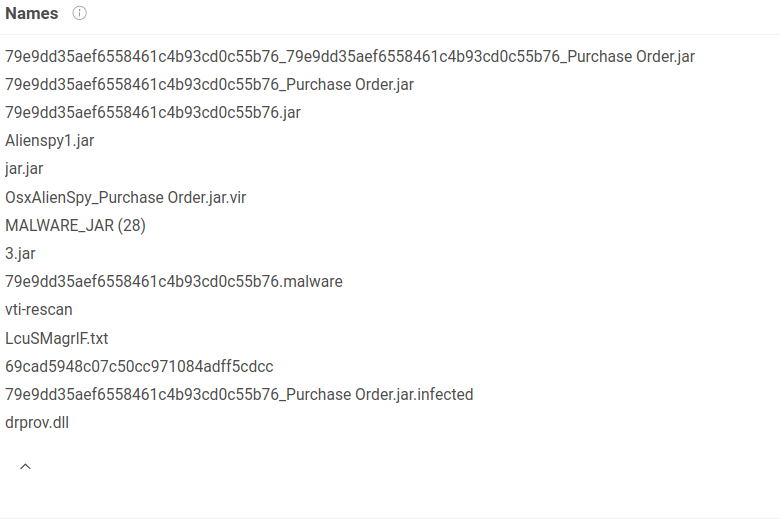 Names
79e9dd35aef6558461c4b93cd0c55b76_79e9dd35aef6558461c4b93cd0c55b76_Purchase Order.jar
79e9dd35aef6558461c4b93cd0c55b76_Purchase Order.jar
79e9dd35aef6558461c4b93cd0c55b76.jar
Alienspy1.jar
jar.jar
OsxAlienSpy_Purchase Order.jar.vir
MALWARE_JAR (28)
3.jar
79e9dd35aef6558461c4b93cd0c55b76.malware
vti-rescan
LcuSMagrlF.txt
69cad5948c07c50cc971084adff5cdcc
79e9dd35aef6558461c4b93cd0c55b76_Purchase Order.jar.infected
drprov.dll